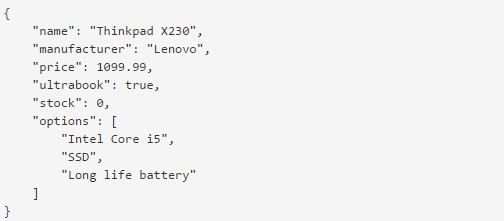 {
    "name": "Thinkpad X230",
    "manufacturer": "Lenovo",
    "price": 1099.99,
    "ultrabook": true,
    "stock": 0,
    "options": [
        "Intel Core i5",
        "SSD",
        "Long life battery"
    ]
}